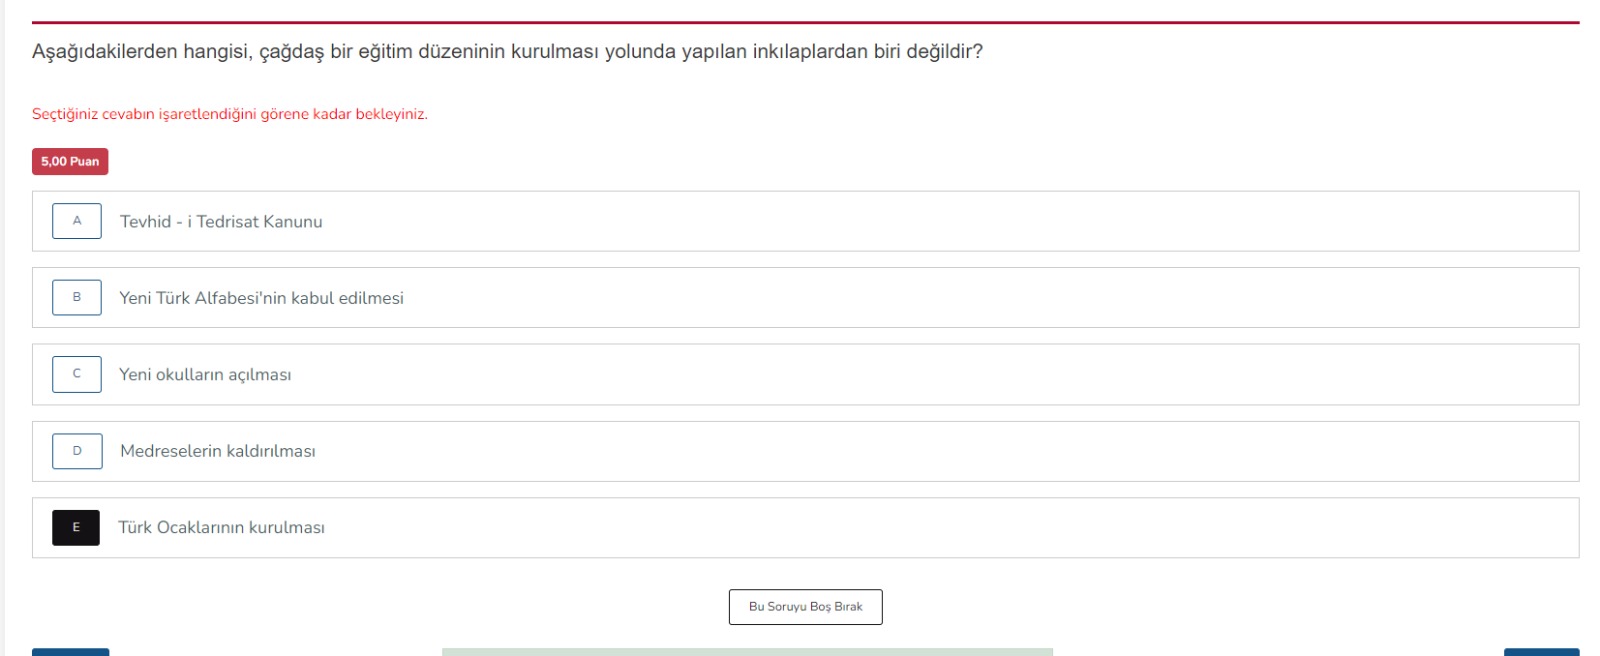 Aşağıdakilerden hangisi, çağdaş bir eğitim düzeninin kurulması yolunda yapılan inkılaplardan biri değildir?
Seçtiğiniz cevabın işaretlendiğini görene kadar bekleyiniz.
5,00 Puan
A Tevhid - i Tedrisat Kanunu
B Yeni Türk Alfabesi'nin kabul edilmesi
C Yeni okulların açılması
D Medreselerin kaldırılması
E Türk Ocaklarının kurulması
Bu Soruyu Boş Bırak